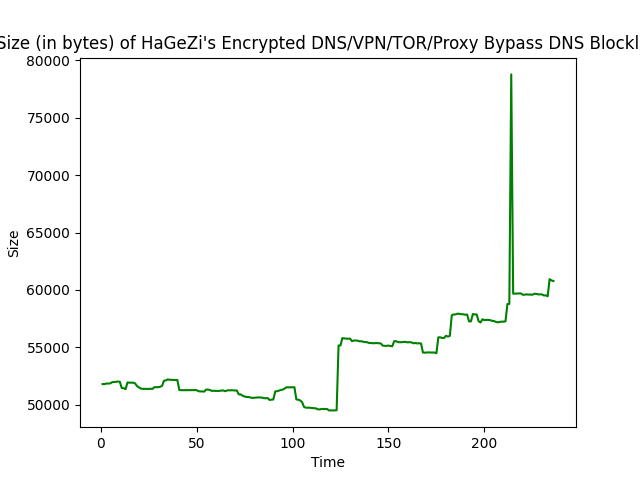 Size (in bytes) of HaGeZi's Encrypted DNS/VPN/TOR/Proxy Bypass DNS Blockl
80000
75000
70000
65000
60000
55000
50000
Size
0 50 100 150 200
Time